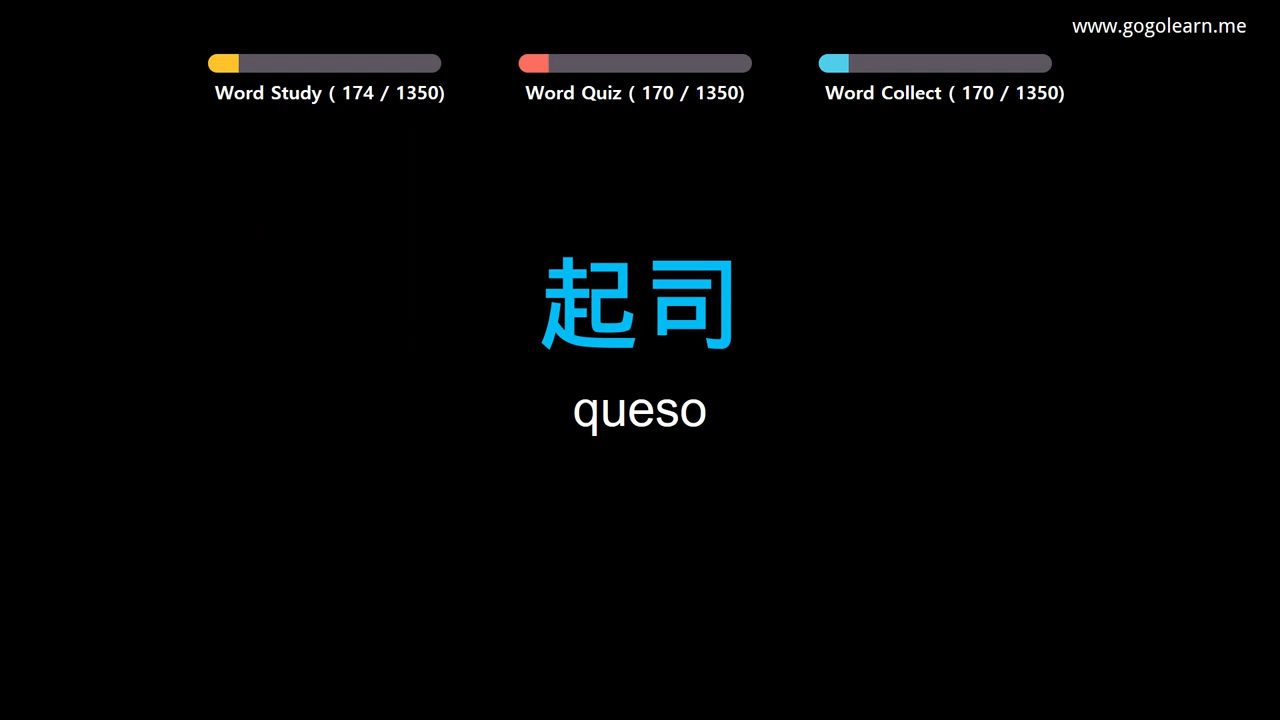 www.gogolearn.me
Word Study ( 174 / 1350)
Word Quiz ( 170 / 1350)
Word Collect ( 170 / 1350)
起司
queso